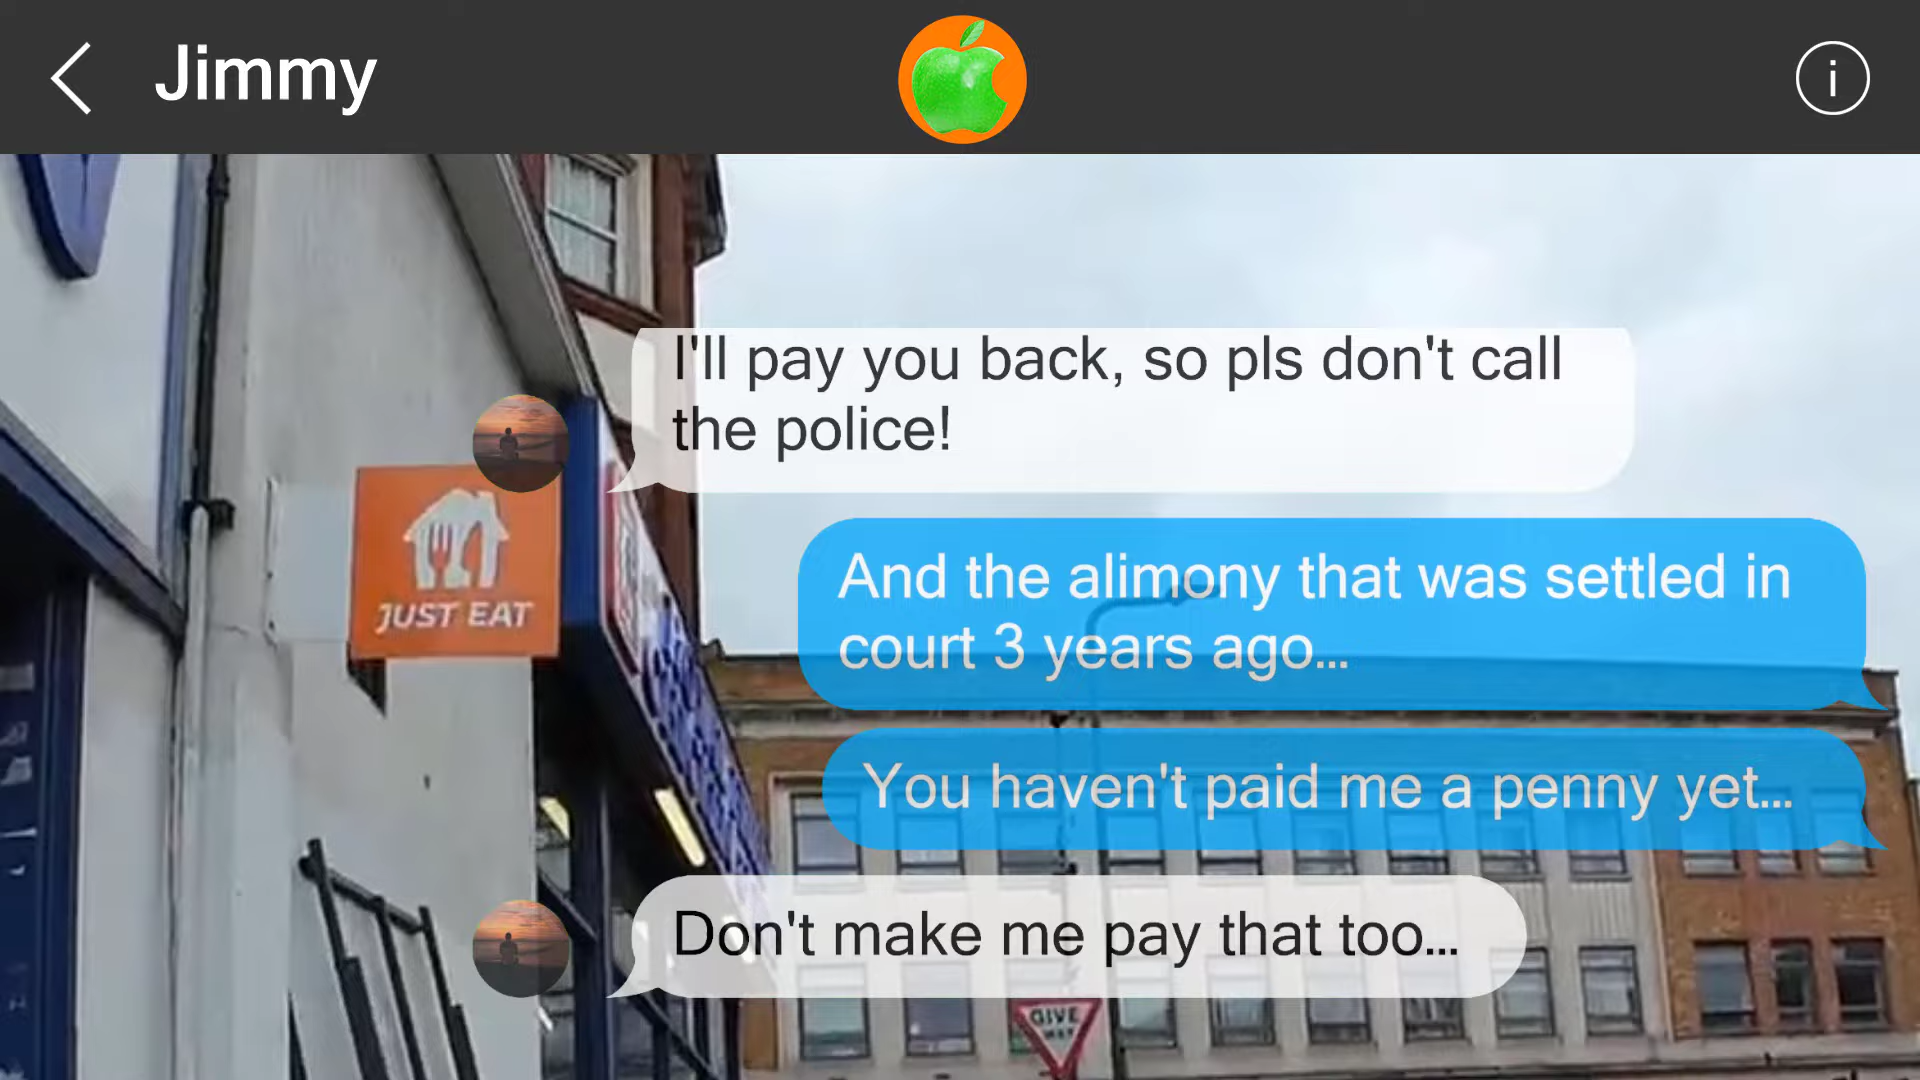 Jimmy
i
I'll pay you back, so pls don't call
the police!
And the alimony that was settled in
court 3 years ago...
You haven't paid me a penny yet...
Don't make me pay that too...
JUST EAT
GIVE
WAY